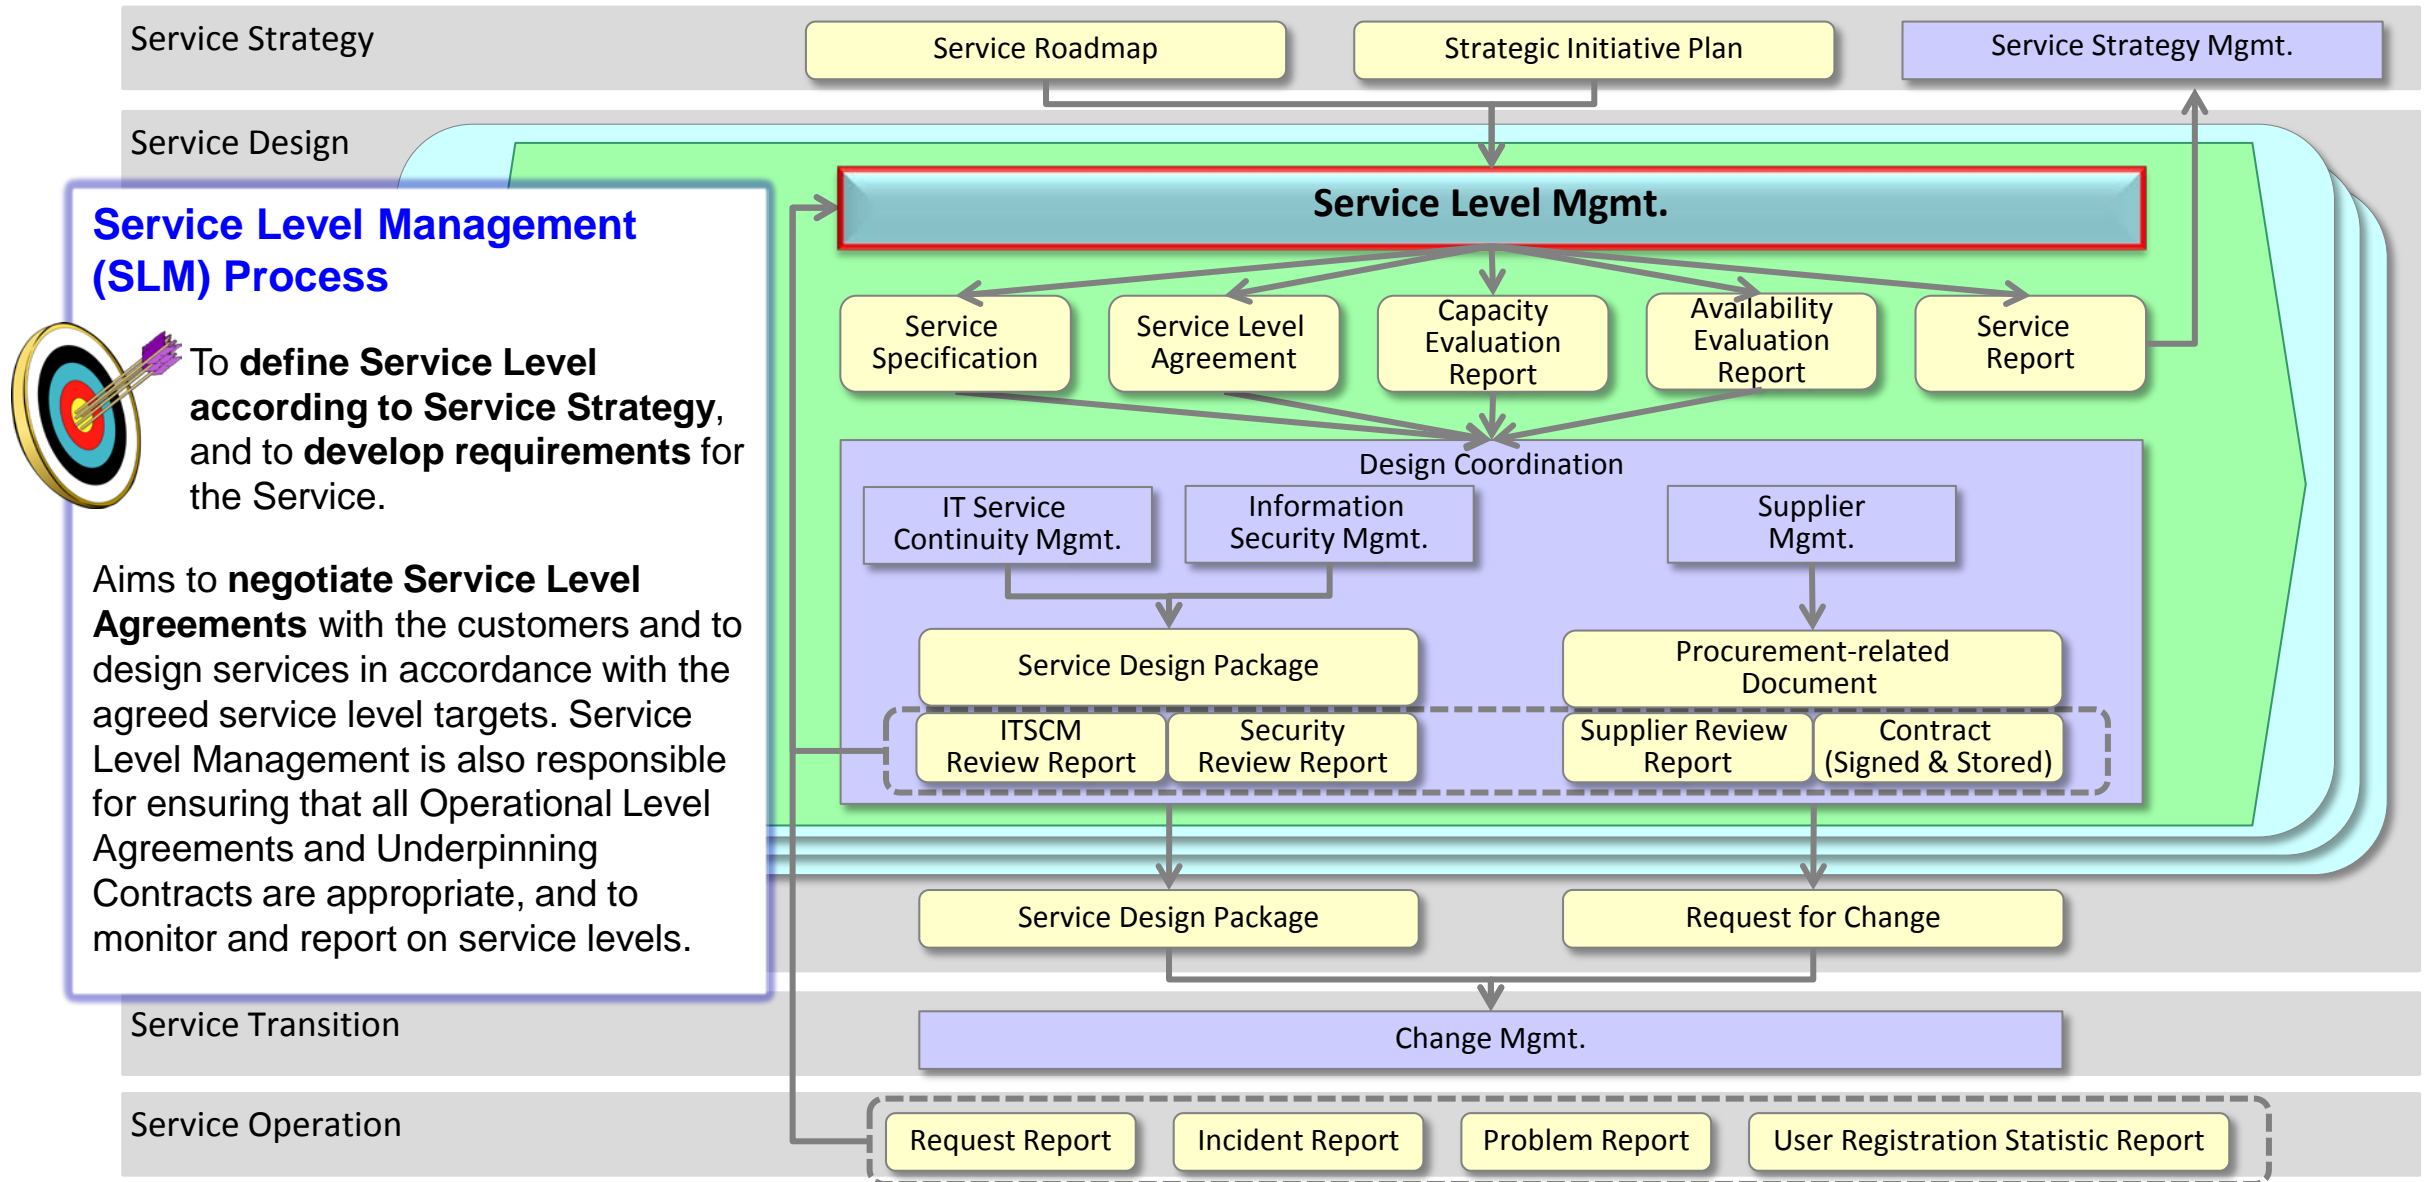 Service Strategy
Service Roadmap
Strategic Initiative Plan
Service Strategy Mgmt.
Service Design
Service Level Mgmt.
Service Level Management
(SLM) Process
To define Service Level
according to Service Strategy,
and to develop requirements for
the Service.
Aims to negotiate Service Level
Agreements with the customers and to
design services in accordance with the
agreed service level targets. Service
Level Management is also responsible
for ensuring that all Operational Level
Agreements and Underpinning
Contracts are appropriate, and to
monitor and report on service levels.
Service
Specification
Service Level
Agreement
Capacity
Evaluation
Report
Availability
Evaluation
Report
Service
Report
Design Coordination
IT Service
Continuity Mgmt.
Information
Security Mgmt.
Supplier
Mgmt.
Service Design Package
Procurement-related
Document
ITSCM
Review Report
Security
Review Report
Supplier Review
Report
Contract
(Signed & Stored)
Service Design Package
Request for Change
Service Transition
Change Mgmt.
Service Operation
Request Report
Incident Report
Problem Report
User Registration Statistic Report